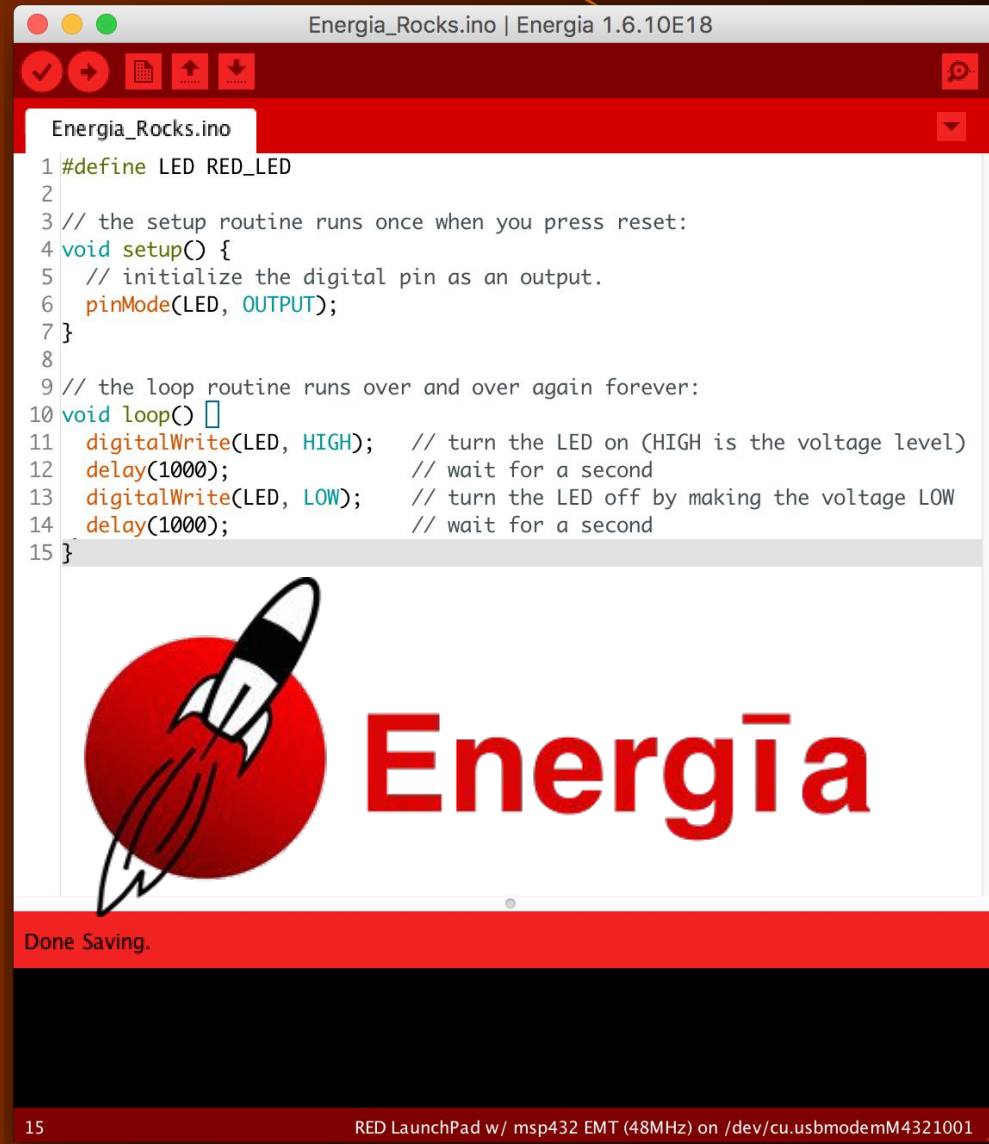 Energia_Rocks.ino | Energia 1.6.10E18
Energia_Rocks.ino
1 #define LED RED_LED
2
3 // the setup routine runs once when you press reset:
4 void setup() {
5   // initialize the digital pin as an output.
6   pinMode(LED, OUTPUT);
7 }
8
9 // the loop routine runs over and over again forever:
10 void loop()
11   digitalWrite(LED, HIGH);   // turn the LED on (HIGH is the voltage level)
12   delay(1000);               // wait for a second
13   digitalWrite(LED, LOW);    // turn the LED off by making the voltage LOW
14   delay(1000);               // wait for a second
15 }
Energīa
Done Saving.
15 RED LaunchPad w/ msp432 EMT (48MHz) on /dev/cu.usbmodemM4321001